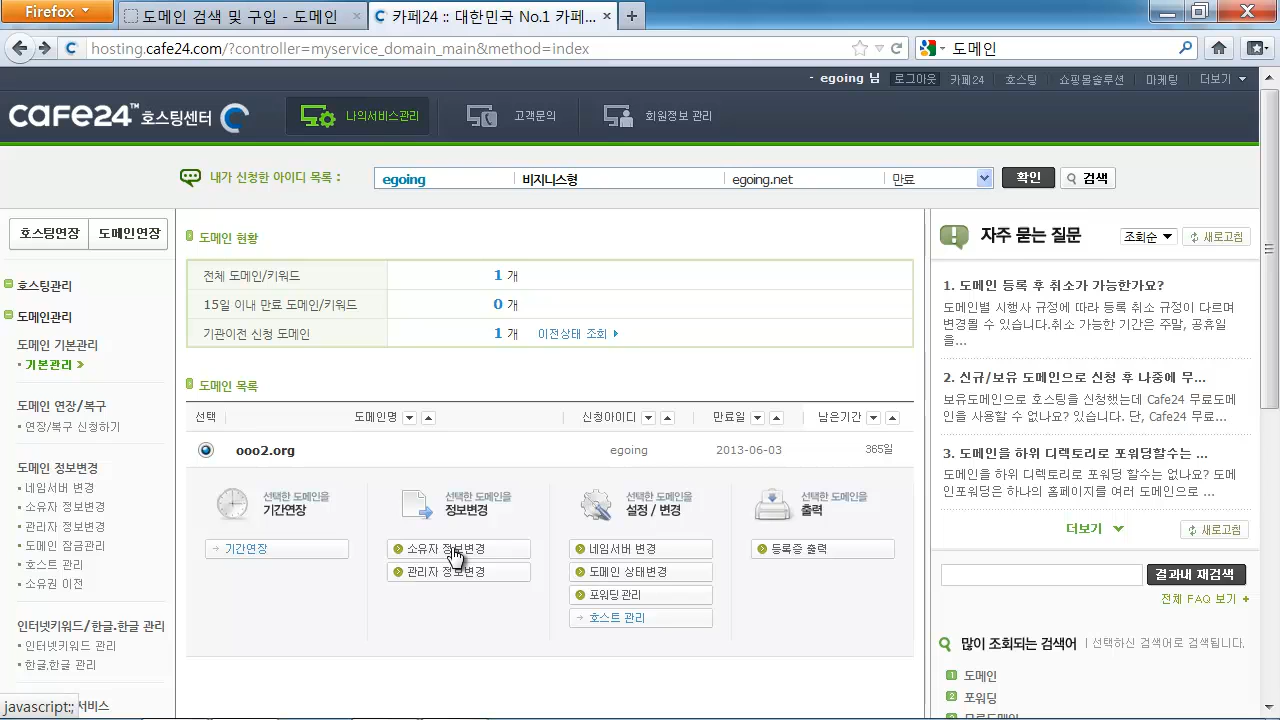 Firefox
도메인 검색 및 구입 - 도메인
카페24 :: 대한민국 No.1 카페...
hosting.cafe24.com/?controller=myservice_domain_main&method=index
도메인
- egoing 님 로그아웃 카페24 호스팅 쇼핑몰솔루션 마케팅 더보기
cafe24™ 호스팅센터
나의서비스관리 고객문의 회원정보 관리
내가 신청한 아이디 목록 : egoing 비지니스형 egoing.net 만료 확인 검색
호스팅연장 도메인연장
호스팅관리
도메인관리
도메인 기본관리
기본관리
도메인 연장/복구
연장/복구 신청하기
도메인 정보변경
네임서버 변경
소유자 정보변경
관리자 정보변경
도메인 잠금관리
호스트 관리
소유권 이전
인터넷키워드/한글.한글 관리
인터넷키워드 관리
한글.한글 관리
서비스
javascript:;
도메인 현황
전체 도메인/키워드 1 개
15일 이내 만료 도메인/키워드 0 개
기관이전 신청 도메인 1 개 이전상태 조회
도메인 목록
선택 도메인명 신청아이디 만료일 남은기간
ooo2.org egoing 2013-06-03 365일
선택한 도메인을
기간연장
기간연장
선택한 도메인을
정보변경
소유자 정보변경
관리자 정보변경
선택한 도메인을
설정 / 변경
네임서버 변경
도메인 상태변경
포워딩 관리
호스트 관리
선택한 도메인을
출력
등록증 출력
자주 묻는 질문 조회순 새로고침
1. 도메인 등록 후 취소가 가능한가요?
도메인별 시행사 규정에 따라 등록 취소 규정이 다르며
변경될 수 있습니다.취소 가능한 기간은 주말, 공휴일
을...
2. 신규/보유 도메인으로 신청 후 나중에 무...
보유도메인으로 호스팅을 신청했는데 Cafe24 무료도메
인을 사용할 수 없나요? 있습니다. 단, Cafe24 무료...
3. 도메인을 하위 디렉토리로 포워딩할수는 ...
도메인을 하위 디렉토리로 포워딩 할수는 없나요? 도메
인포워딩은 하나의 홈페이지를 여러 도메인으로 ...
더보기 새로고침
결과내 재검색
전체 FAQ 보기 +
많이 조회되는 검색어 선택하신 검색어로 검색됩니다.
1 도메인
2 포워딩